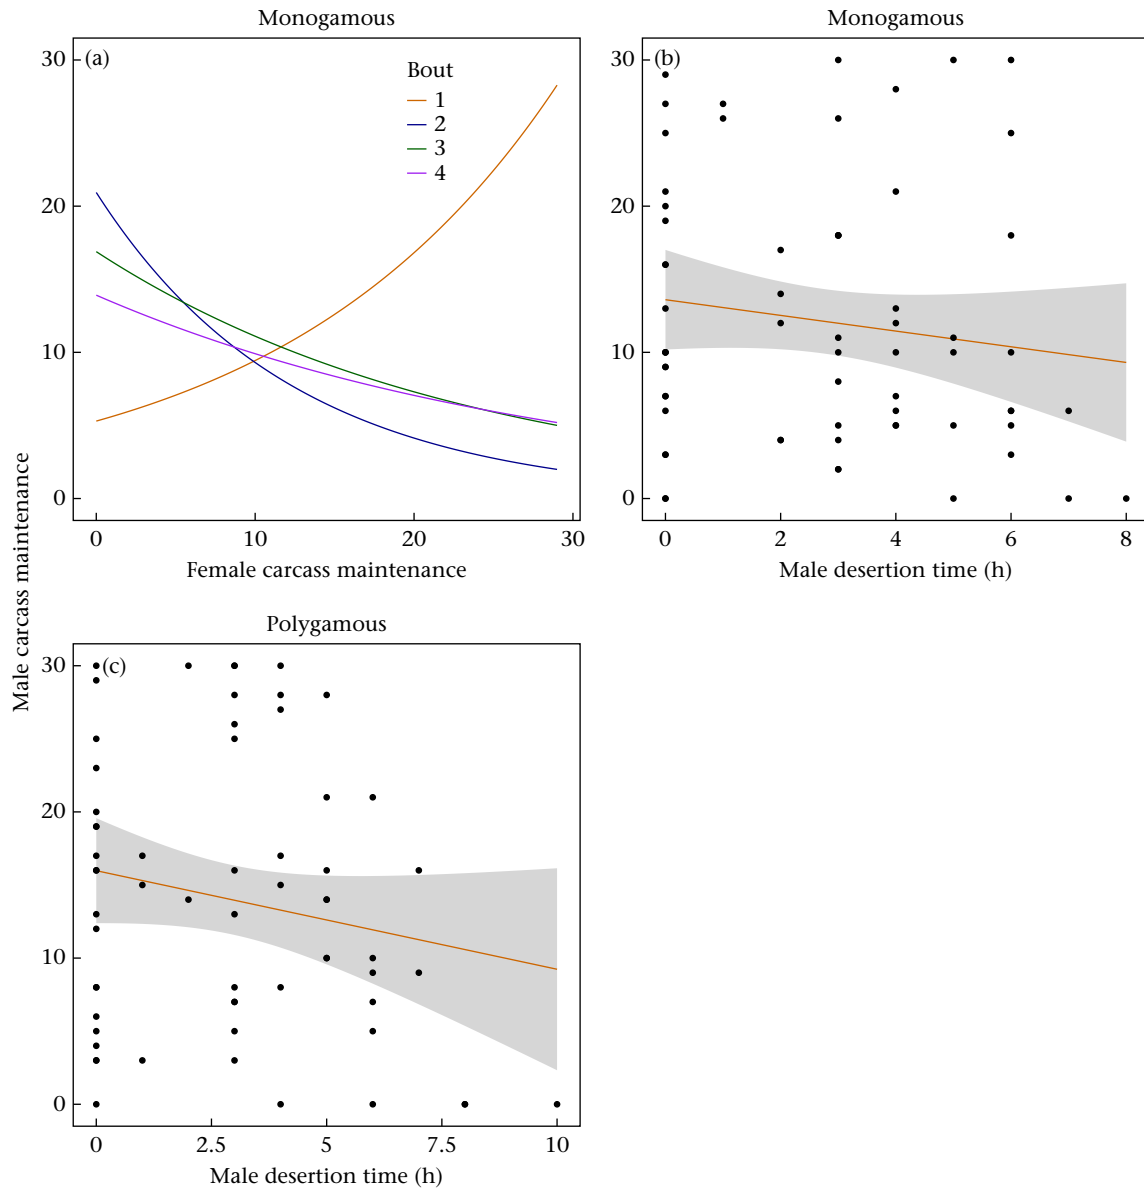 Monogamous
(a)
Bout
1
2
3
4
30
20
10
0
0 10 20 30
Female carcass maintenance
Monogamous
(b)
30
20
10
0
0 2 4 6 8
Male desertion time (h)
Male carcass maintenance
Polygamous
(c)
30
20
10
0
0 2.5 5 7.5 10
Male desertion time (h)